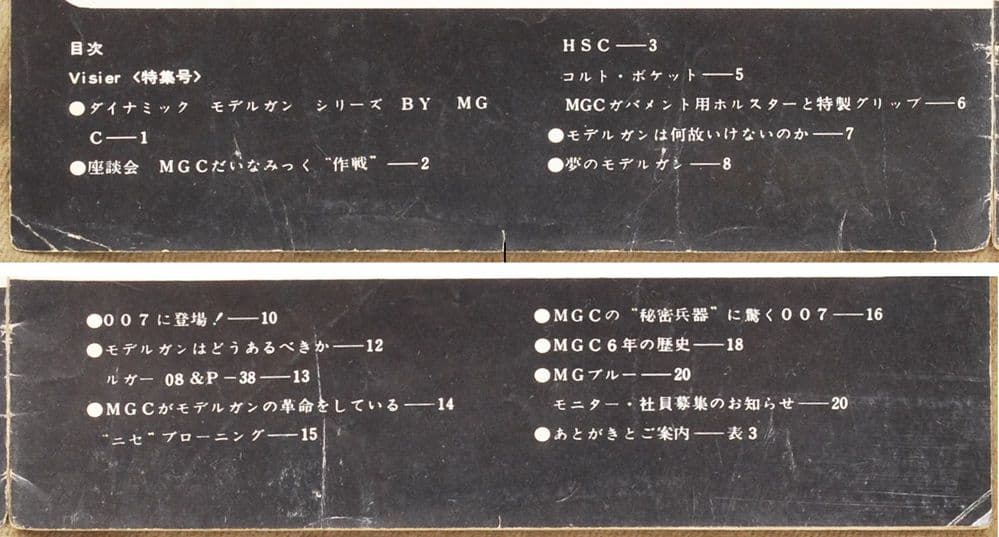 目次
Visier〈特集号〉
●ダイナミック モデルガン シリーズ BY MG
C──1
●座談会 MGCだいなみっく“作戦”──2
HSC──3
コルト・ポケット──5
MGCガバメント用ホルスターと特製グリップ──6
●モデルガンは何故いけないのか──7
●夢のモデルガン──8
●007に登場!──10
●モデルガンはどうあるべきか──12
ルガー 08&P-38──13
●MGCがモデルガンの革命をしている──14
“ニセ”ブローニング──15
●MGCの“秘密兵器”に驚く007──16
●MGC6年の歴史──18
●MGブルー──20
モニター・社員募集のお知らせ──20
●あとがきとご案内──表3